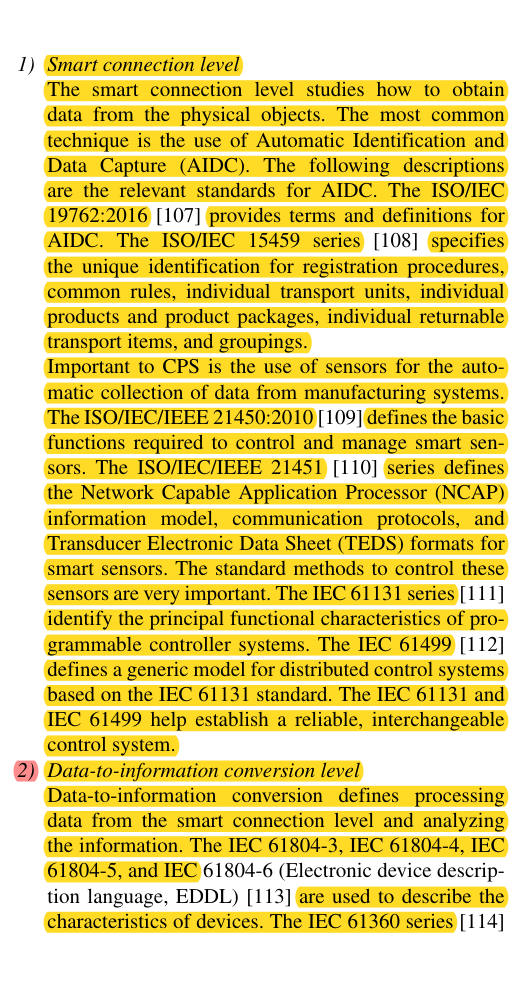 1) Smart connection level
The smart connection level studies how to obtain
data from the physical objects. The most common
technique is the use of Automatic Identification and
Data Capture (AIDC). The following descriptions
are the relevant standards for AIDC. The ISO/IEC
19762:2016 [107] provides terms and definitions for
AIDC. The ISO/IEC 15459 series [108] specifies
the unique identification for registration procedures,
common rules, individual transport units, individual
products and product packages, individual returnable
transport items, and groupings.
Important to CPS is the use of sensors for the auto-
matic collection of data from manufacturing systems.
The ISO/IEC/IEEE 21450:2010 [109] defines the basic
functions required to control and manage smart sen-
sors. The ISO/IEC/IEEE 21451 [110] series defines
the Network Capable Application Processor (NCAP)
information model, communication protocols, and
Transducer Electronic Data Sheet (TEDS) formats for
smart sensors. The standard methods to control these
sensors are very important. The IEC 61131 series [111]
identify the principal functional characteristics of pro-
grammable controller systems. The IEC 61499 [112]
defines a generic model for distributed control systems
based on the IEC 61131 standard. The IEC 61131 and
IEC 61499 help establish a reliable, interchangeable
control system.
2) Data-to-information conversion level
Data-to-information conversion defines processing
data from the smart connection level and analyzing
the information. The IEC 61804-3, IEC 61804-4, IEC
61804-5, and IEC 61804-6 (Electronic device descrip-
tion language, EDDL) [113] are used to describe the
characteristics of devices. The IEC 61360 series [114]